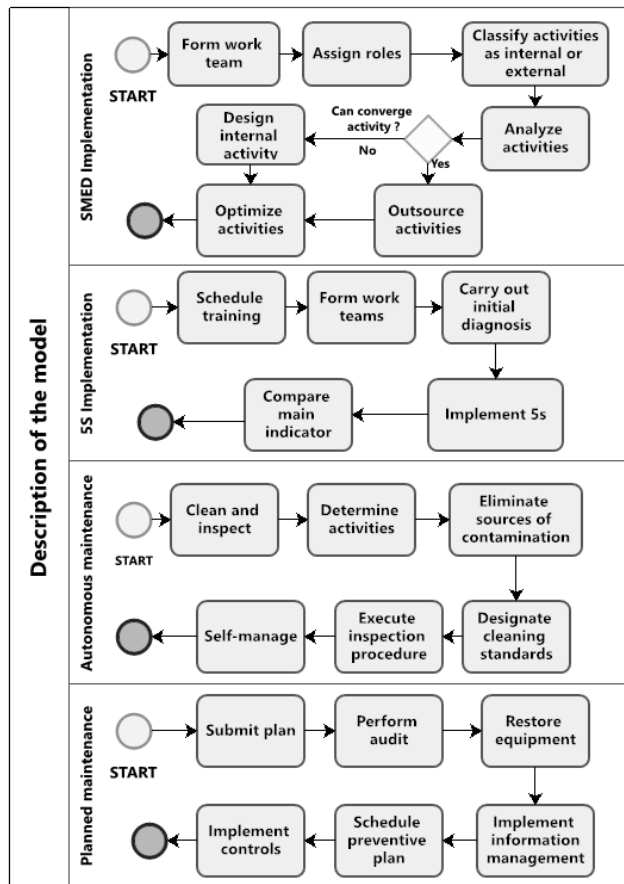 Description of the model
SMED Implementation
START
Form work
team
Assign roles
Classify activities
as internal or
external
Analyze
activities
Can converge
activity ?
No
Yes
Design
internal
activity
Outsource
activities
Optimize
activities
5S Implementation
START
Schedule
training
Form work
teams
Carry out
initial
diagnosis
Implement 5s
Compare
main
indicator
Autonomous maintenance
START
Clean and
inspect
Determine
activities
Eliminate
sources of
contamination
Designate
cleaning
standards
Execute
inspection
procedure
Self-manage
Planned maintenance
START
Submit plan
Perform
audit
Restore
equipment
Implement
information
management
Schedule
preventive
plan
Implement
controls